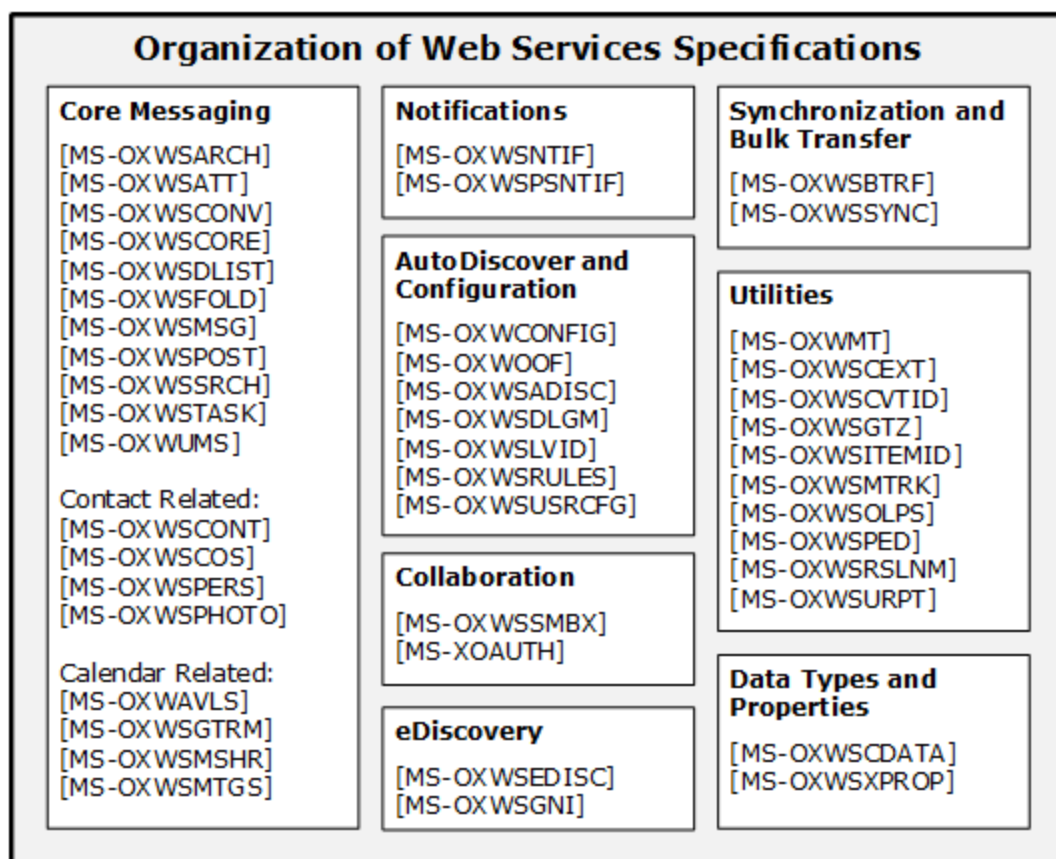 Organization of Web Services Specifications
Core Messaging
[MS-OXWSARCH]
[MS-OXWSATT]
[MS-OXWSCONV]
[MS-OXWSCORE]
[MS-OXWSDLIST]
[MS-OXWSFOLD]
[MS-OXWSMSG]
[MS-OXWSPOST]
[MS-OXWSSRCH]
[MS-OXWSTASK]
[MS-OXWUMS]
Contact Related:
[MS-OXWSCONT]
[MS-OXWSCOS]
[MS-OXWSPERS]
[MS-OXWSPHOTO]
Calendar Related:
[MS-OXWAVLS]
[MS-OXWSGTRM]
[MS-OXWSMSHR]
[MS-OXWSMTGS]
Notifications
[MS-OXWSNTIF]
[MS-OXWSPSNTIF]
AutoDiscover and
Configuration
[MS-OXWCONFIG]
[MS-OXWOOF]
[MS-OXWSADISC]
[MS-OXWSDLGM]
[MS-OXWSLVID]
[MS-OXWSRULES]
[MS-OXWSUSRCFG]
Collaboration
[MS-OXWSSMBX]
[MS-XOAUTH]
eDiscovery
[MS-OXWSEDISC]
[MS-OXWSGNI]
Synchronization and
Bulk Transfer
[MS-OXWSBTRF]
[MS-OXWSSYNC]
Utilities
[MS-OXWMT]
[MS-OXWSCEXT]
[MS-OXWSCVTID]
[MS-OXWSGTZ]
[MS-OXWSITEMID]
[MS-OXWSMTRK]
[MS-OXWSOLPS]
[MS-OXWSPED]
[MS-OXWSRSLNM]
[MS-OXWSURPT]
Data Types and
Properties
[MS-OXWSCDATA]
[MS-OXWSXPROP]